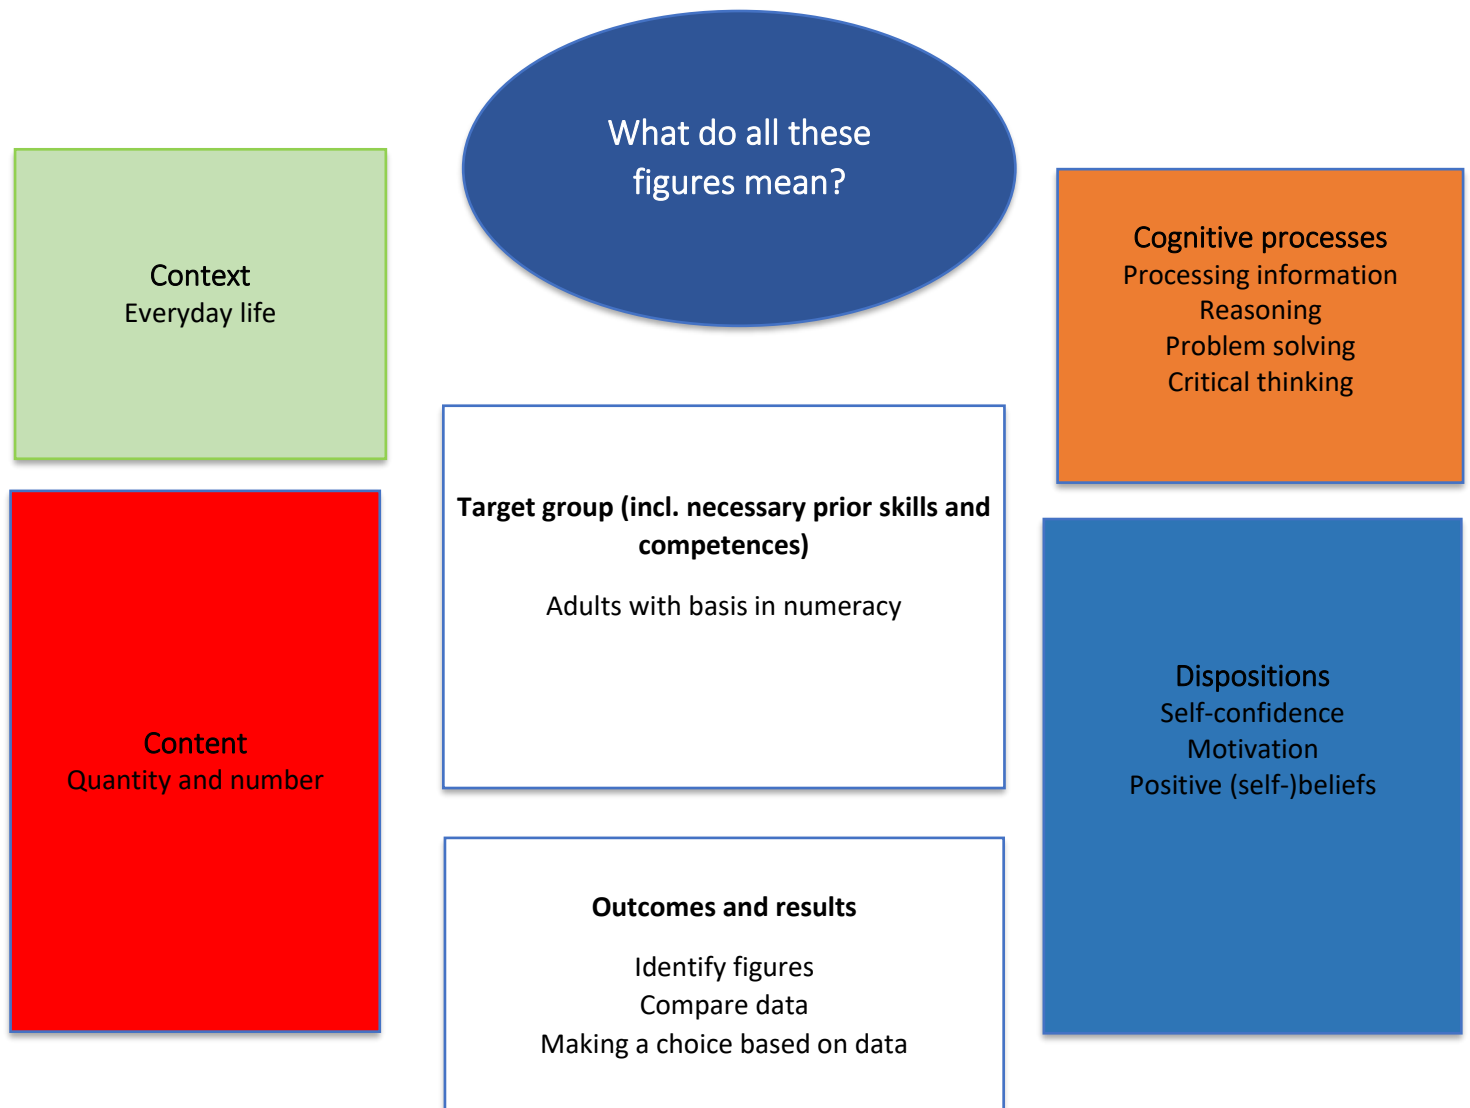 What do all these
figures mean?
Context
Everyday life
Cognitive processes
Processing information
Reasoning
Problem solving
Critical thinking
Target group (incl. necessary prior skills and
competences)
Adults with basis in numeracy
Content
Quantity and number
Dispositions
Self-confidence
Motivation
Positive (self-)beliefs
Outcomes and results
Identify figures
Compare data
Making a choice based on data